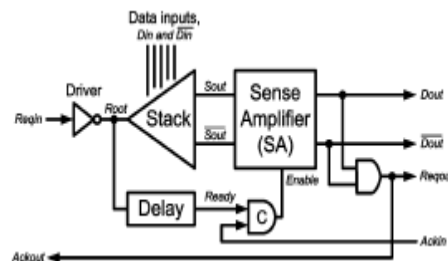 Data inputs,
Din and Din
Driver
ReqIn
Root
Stack
Sout
Sout
Sense
Amplifier
(SA)
Dout
Dout
Enable
Delay
Ready
C
Ackin
Ackout